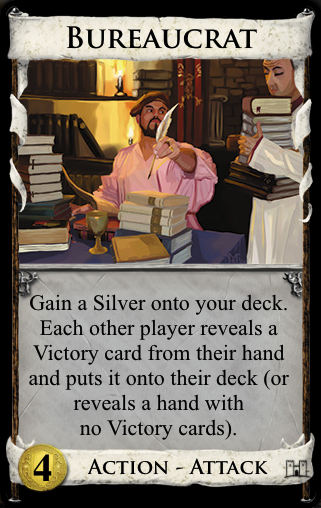 BUREAUCRAT
Gain a Silver onto your deck.
Each other player reveals a
Victory card from their hand
and puts it onto their deck (or
reveals a hand with
no Victory cards).
4
ACTION - ATTACK